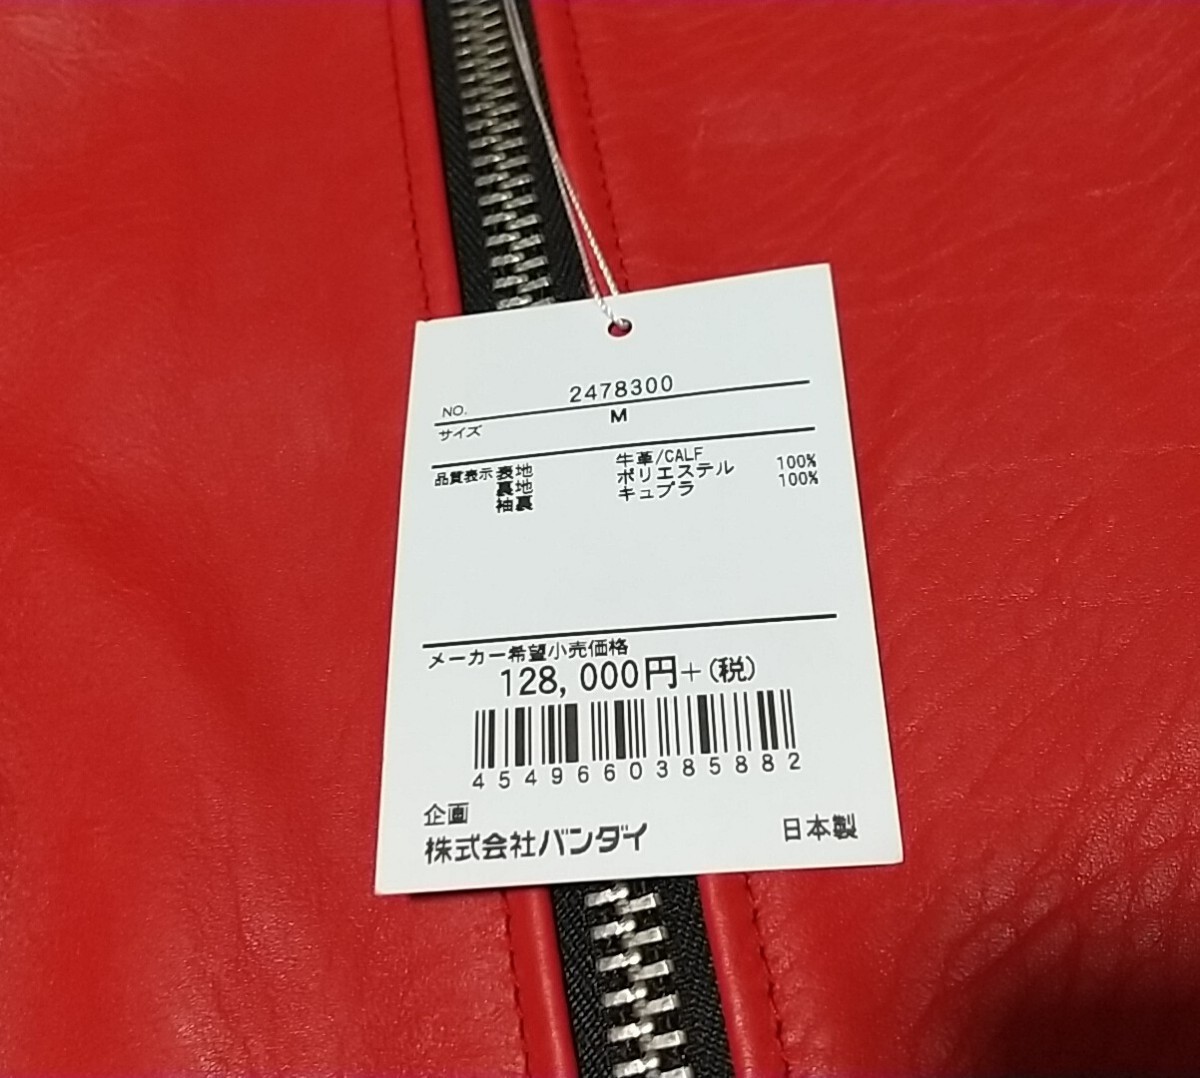 NO. 2478300
サイズ M
品質表示 表地 牛革/CALF
裏地 ポリエステル 100%
袖裏 キュプラ 100%
メーカー希望小売価格
128,000円+(税)
4549660385882
企画
株式会社バンダイ 日本製